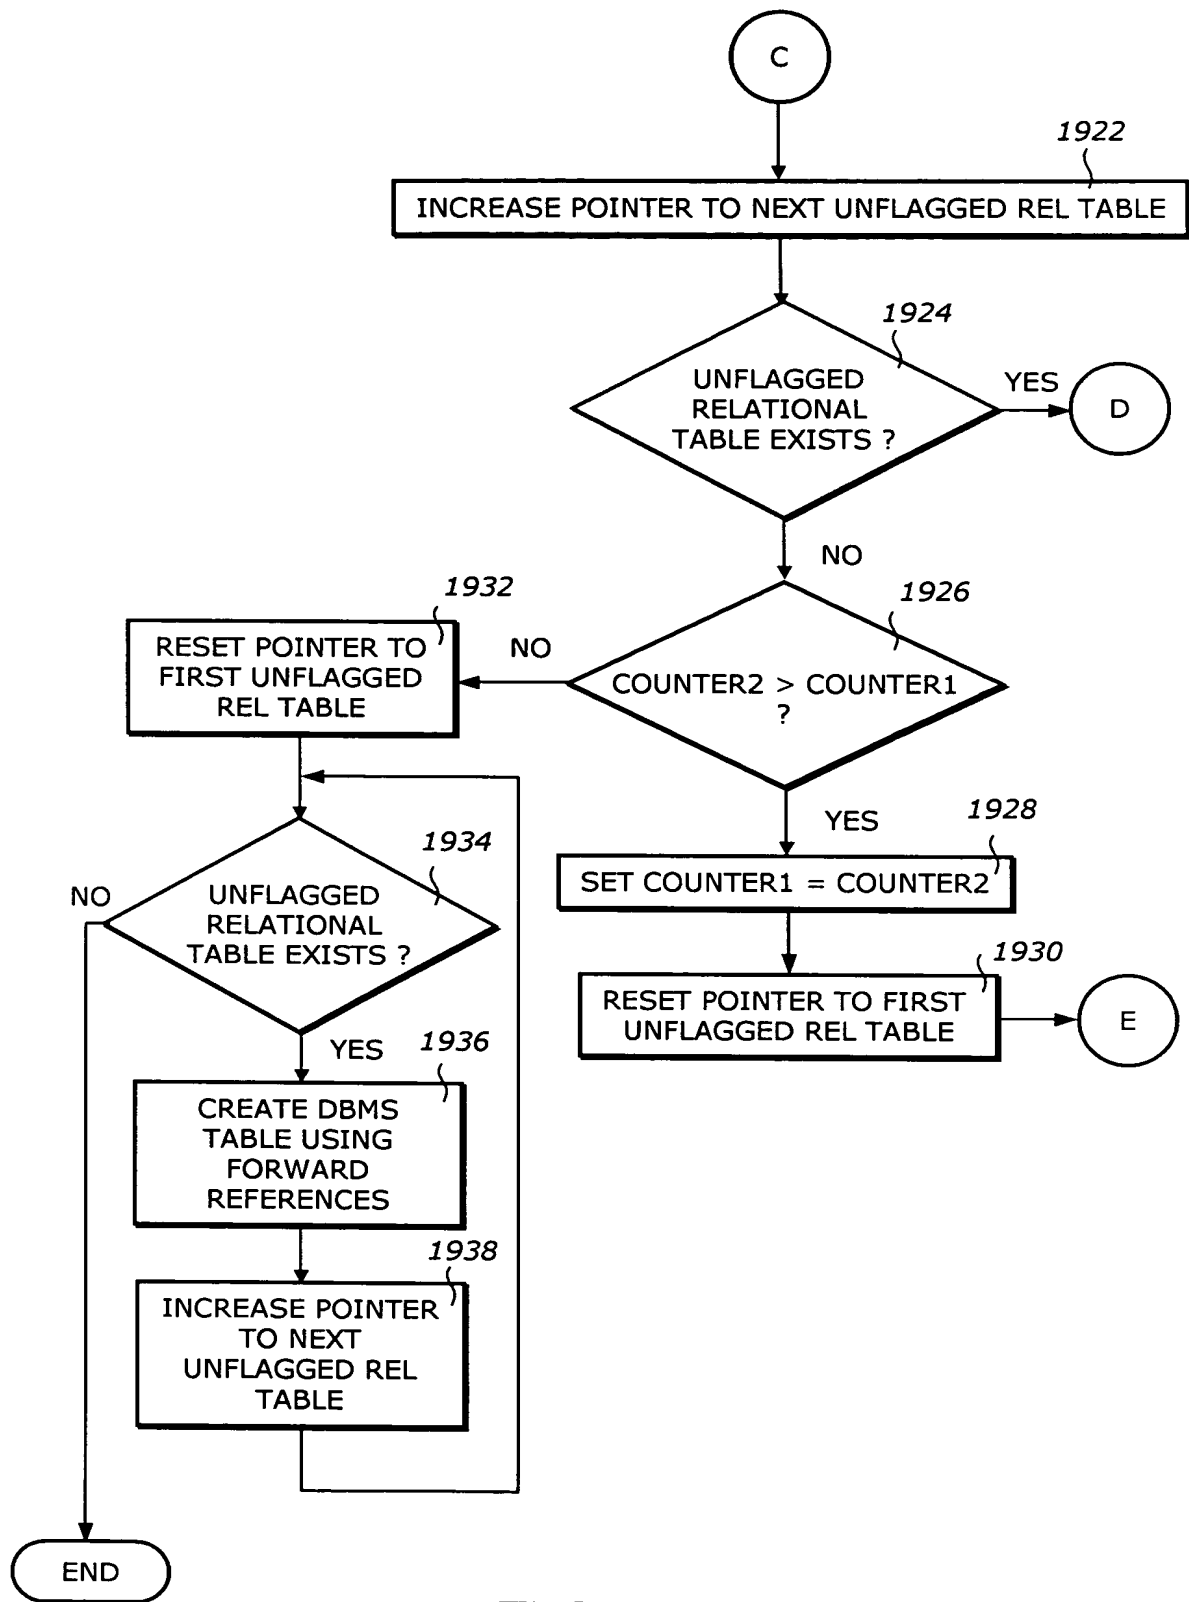 C
1922
INCREASE POINTER TO NEXT UNFLAGGED REL TABLE
1924
UNFLAGGED
RELATIONAL
TABLE EXISTS ?
YES
D
NO
1926
COUNTER2 > COUNTER1
?
NO
1932
RESET POINTER TO
FIRST UNFLAGGED
REL TABLE
YES
1928
SET COUNTER1 = COUNTER2
1930
RESET POINTER TO FIRST
UNFLAGGED REL TABLE
E
1934
UNFLAGGED
RELATIONAL
TABLE EXISTS ?
NO
YES
1936
CREATE DBMS
TABLE USING
FORWARD
REFERENCES
1938
INCREASE POINTER
TO NEXT
UNFLAGGED REL
TABLE
END